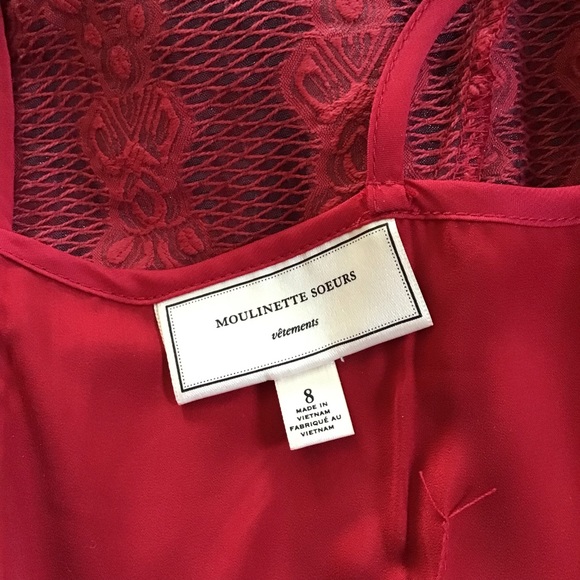 MOULINETTE SOEURS
vêtements
8
MADE IN
VIETNAM
FABRIQUÉ AU
VIETNAM